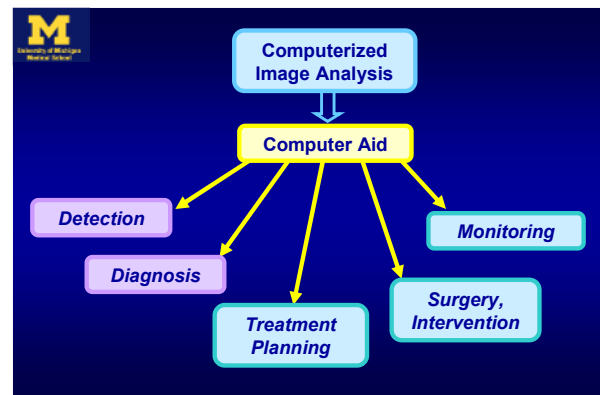 M
University of Michigan
Medical School
Computerized
Image Analysis
Computer Aid
Detection
Monitoring
Diagnosis
Surgery,
Intervention
Treatment
Planning